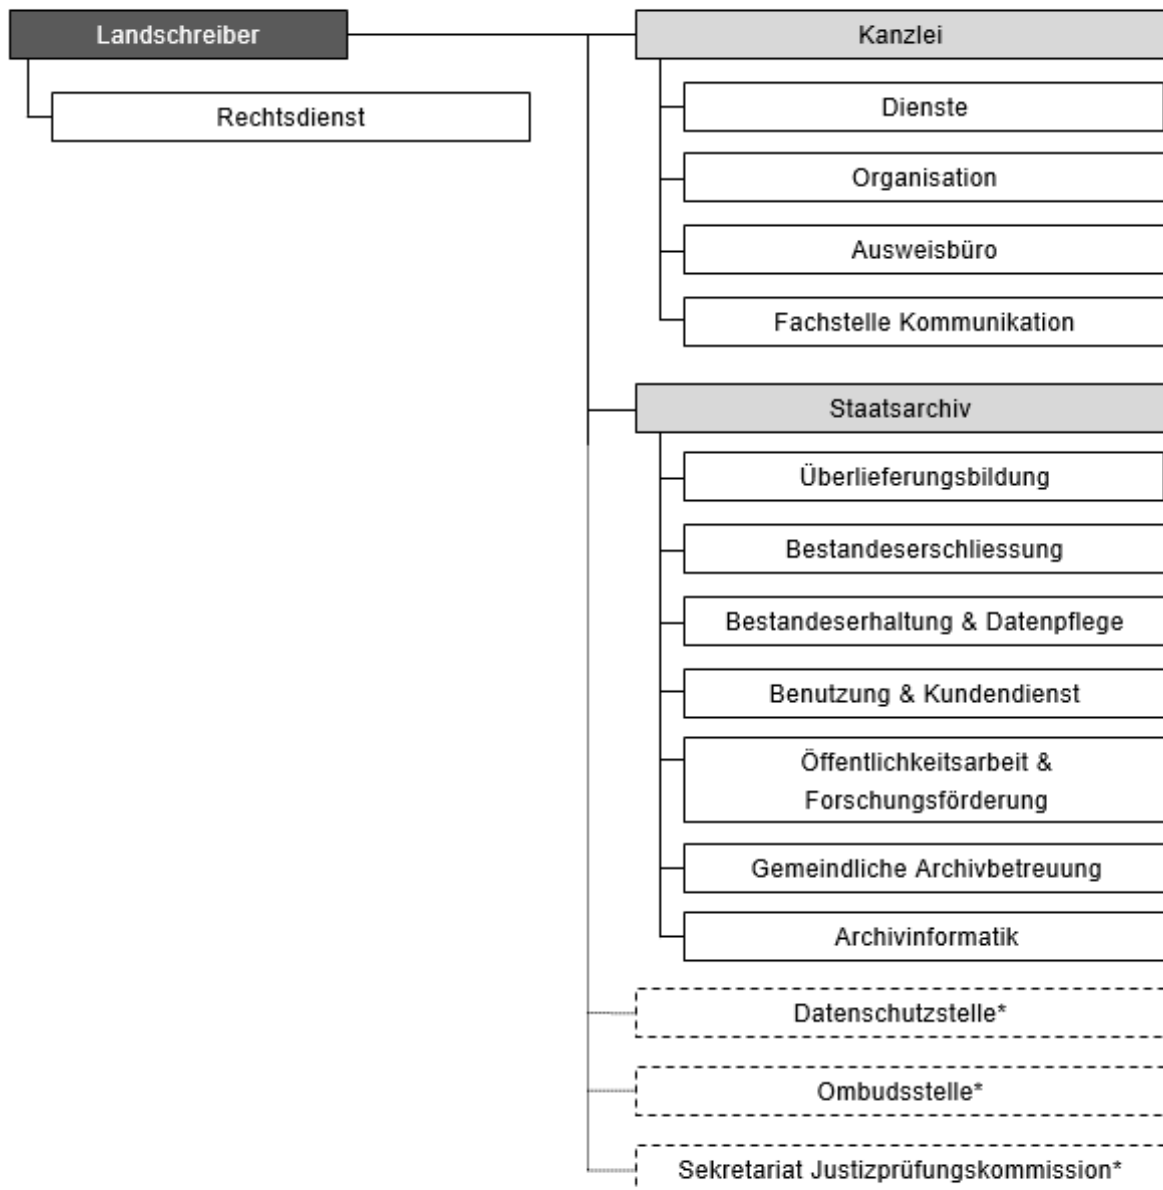 Landschreiber
Rechtsdienst
Kanzlei
Dienste
Organisation
Ausweisbüro
Fachstelle Kommunikation
Staatsarchiv
Überlieferungsbildung
Bestandeserschliessung
Bestandeserhaltung & Datenpflege
Benutzung & Kundendienst
Öffentlichkeitsarbeit &
Forschungsförderung
Gemeindliche Archivbetreuung
Archivinformatik
Datenschutzstelle*
Ombudsstelle*
Sekretariat Justizprüfungskommission*